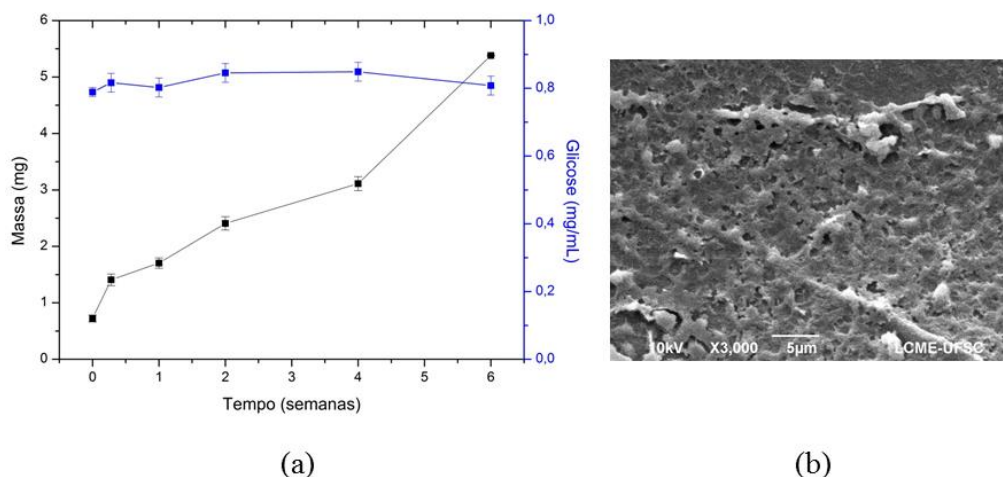 6
5
4
3
2
1
0
Massa (mg)
0 1 2 3 4 5 6
Tempo (semanas)
1,0
0,8
0,6
0,4
0,2
0,0
Glicose (mg/mL)
10kV X3,000 5µm LCME-UFSC
(a) (b)